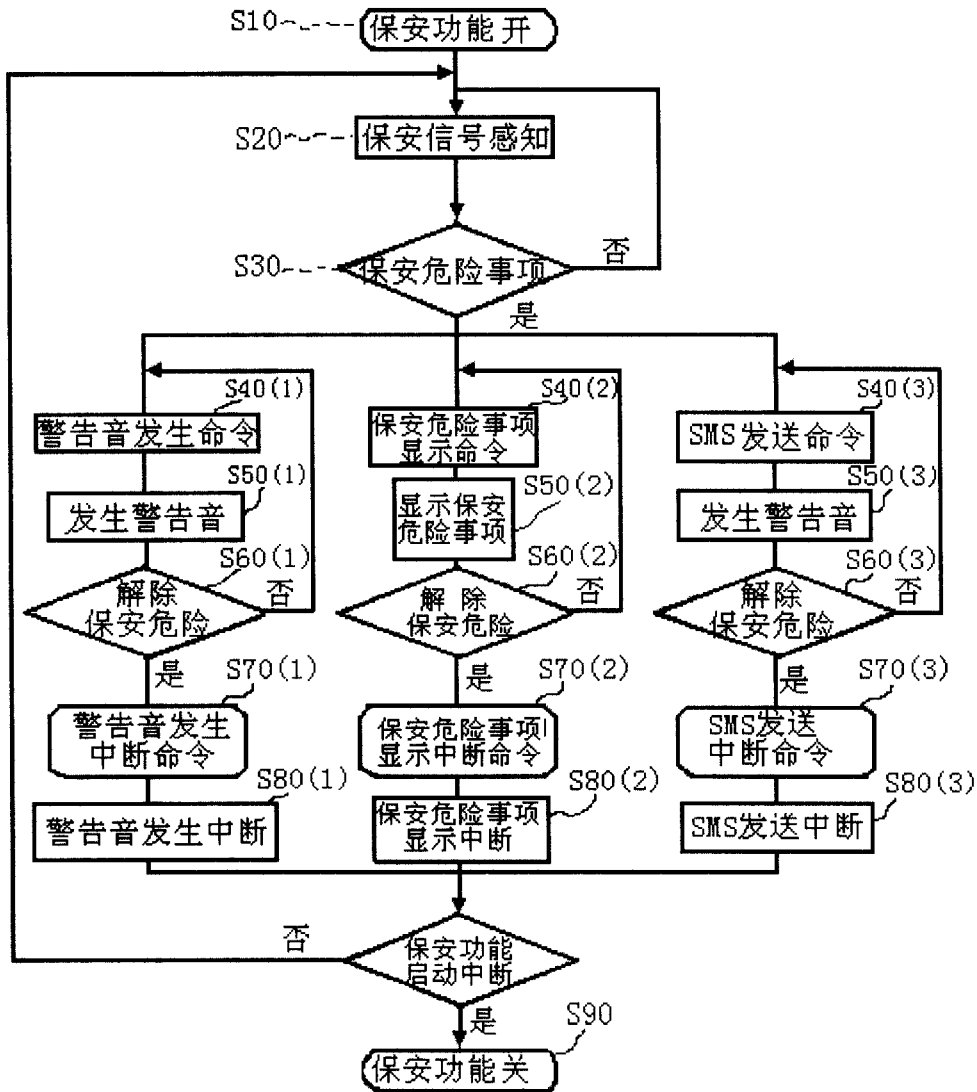 S10
保安功能开
S20
保安信号感知
S30
保安危险事项
否
是
S40(1)
警告音发生命令
S50(1)
发生警告音
S60(1)
解除
保安危险
否
是
S70(1)
警告音发生
中断命令
S80(1)
警告音发生中断
S40(2)
保安危险事项
显示命令
S50(2)
显示保安
危险事项
S60(2)
解 除
保安危险
否
是
S70(2)
保安危险事项
显示中断命令
S80(2)
保安危险事项
显示中断
S40(3)
SMS发送命令
S50(3)
发生警告音
S60(3)
解除
保安危险
否
是
S70(3)
SMS发送
中断命令
S80(3)
SMS发送中断
否
保安功能
启动中断
是
S90
保安功能关